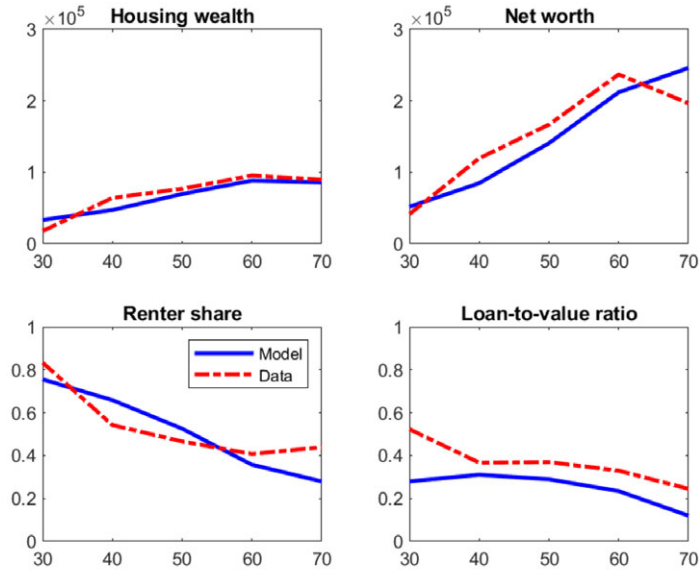 ×10⁵ Housing wealth
3
2
1
0
30 40 50 60 70
×10⁵ Net worth
3
2
1
0
30 40 50 60 70
Renter share
1
0.8
0.6
0.4
0.2
0
30 40 50 60 70
Model
Data
Loan-to-value ratio
1
0.8
0.6
0.4
0.2
0
30 40 50 60 70